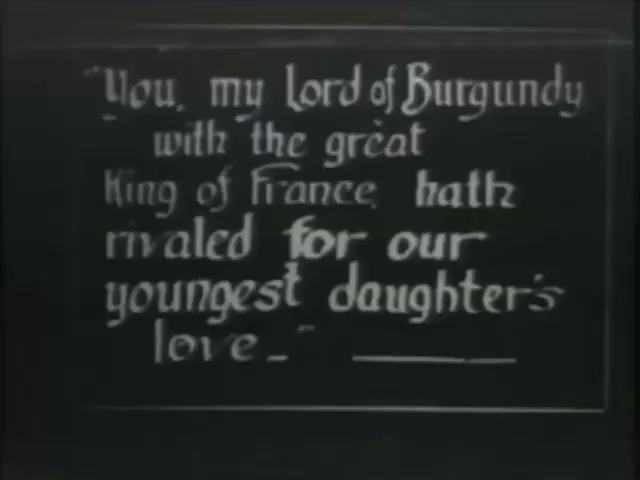 "You, my Lord of Burgundy
with the great
King of France, hath
rivaled for our
youngest daughter's
love_"